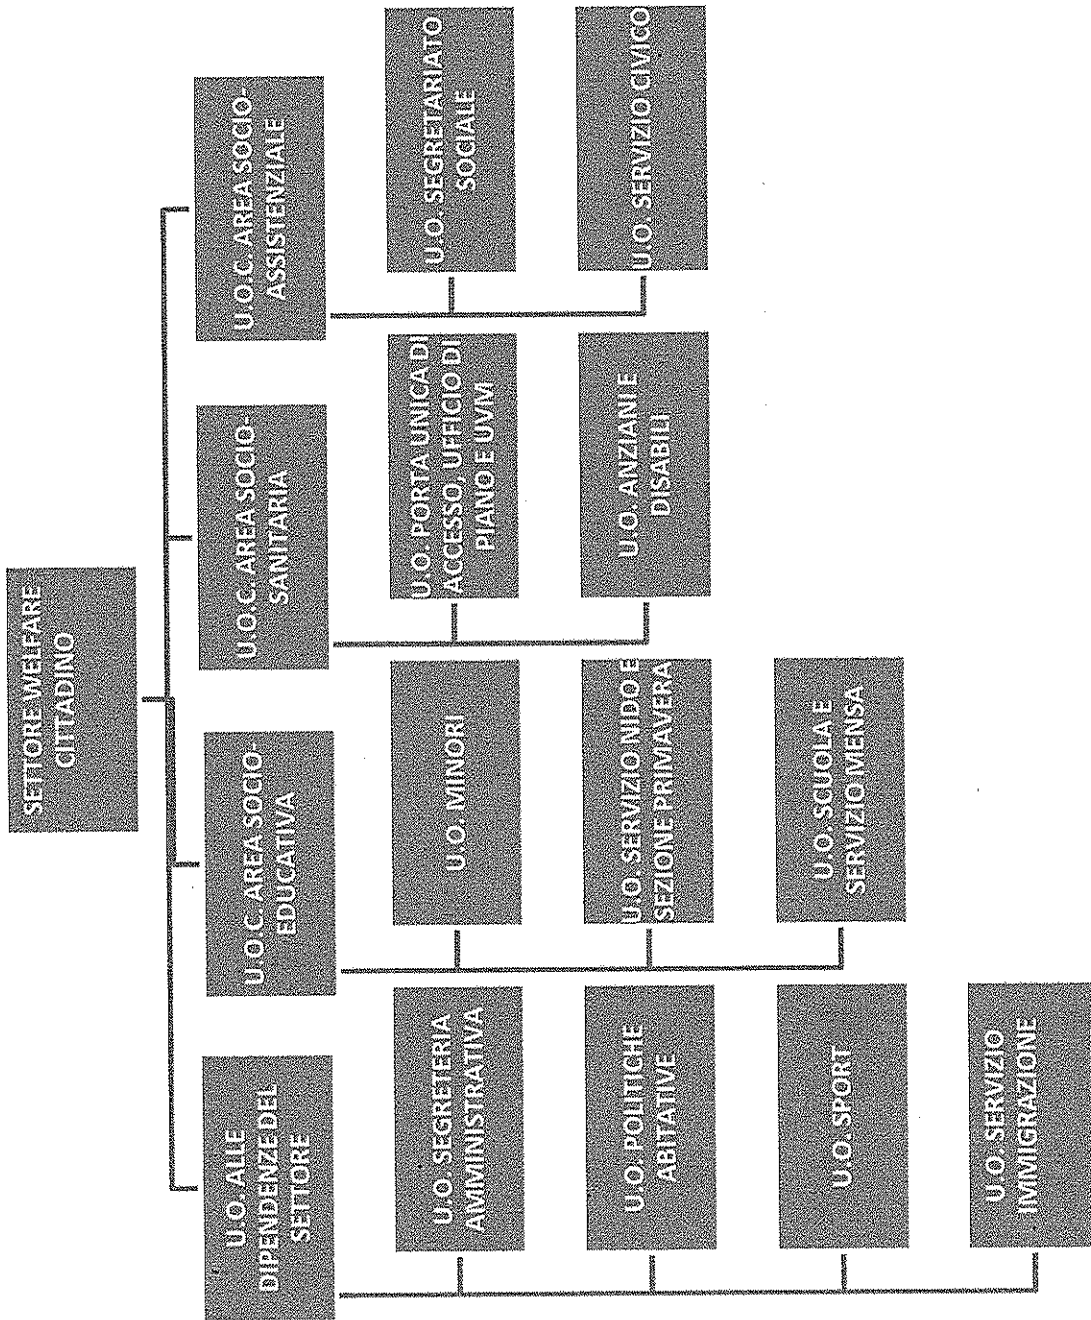 SETTORE WELFARE
CITTADINO
U.O. ALLE
DIPENDENZE DEL
SETTORE
U.O. SEGRETERIA
AMMINISTRATIVA
U.O. POLITICHE
ABITATIVE
U.O. SPORT
U.O. SERVIZIO
IMMIGRAZIONE
U.O.C. AREA SOCIO-
EDUCATIVA
U.O. MINORI
U.O. SERVIZIO NIDO E
SEZIONE PRIMAVERA
U.O. SCUOLA E
SERVIZIO MENSA
U.O.C. AREA SOCIO-
SANITARIA
U.O. PORTA UNICA DI
ACCESSO, UFFICIO DI
PIANO E UVM
U.O. ANZIANI E
DISABILI
U.O.C. AREA SOCIO-
ASSISTENZIALE
U.O. SEGRETARIATO
SOCIALE
U.O. SERVIZIO CIVICO